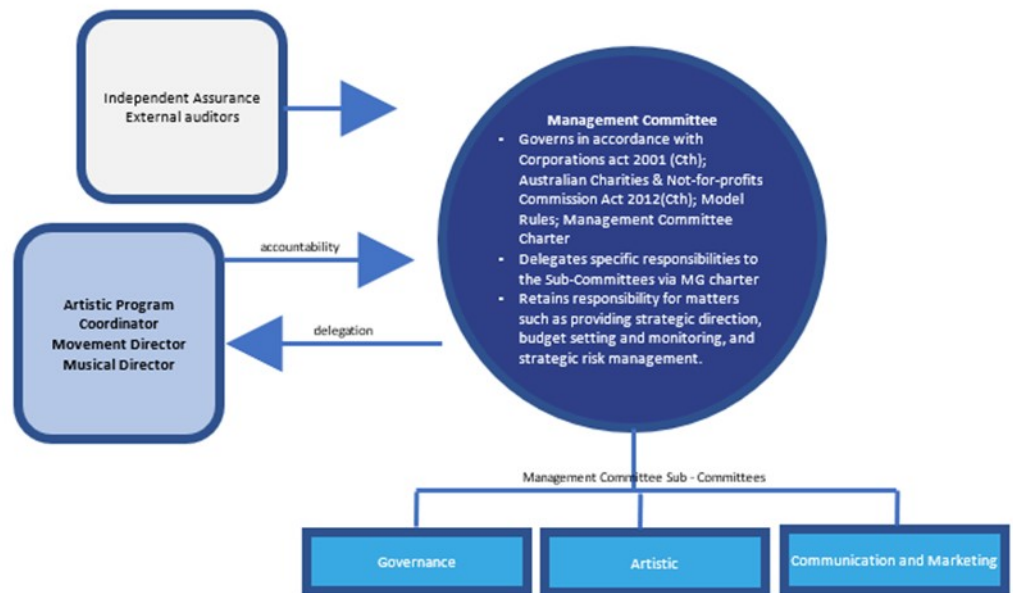 Independent Assurance
External auditors
accountability
Artistic Program
Coordinator
Movement Director
Musical Director
delegation
Management Committee
▪ Governs in accordance with
Corporations act 2001 (Cth);
Australian Charities & Not-for-profits
Commission Act 2012(Cth); Model
Rules; Management Committee
Charter
▪ Delegates specific responsibilities to
the Sub-Committees via MG charter
▪ Retains responsibility for matters
such as providing strategic direction,
budget setting and monitoring, and
strategic risk management.
Management Committee Sub - Committees
Governance
Artistic
Communication and Marketing